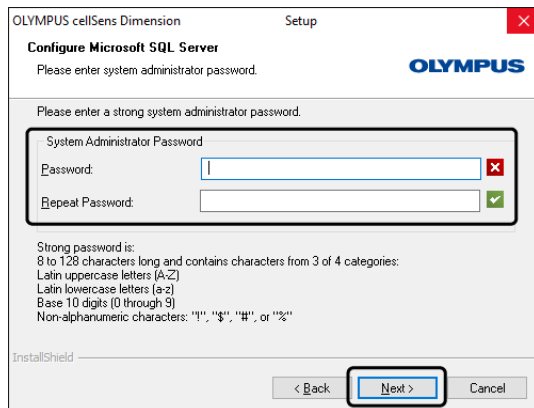 OLYMPUS cellSens Dimension Setup
Configure Microsoft SQL Server
Please enter system administrator password.
OLYMPUS
Please enter a strong system administrator password.
System Administrator Password
Password:
Repeat Password:
Strong password is:
8 to 128 characters long and contains characters from 3 of 4 categories:
Latin uppercase letters (A-Z)
Latin lowercase letters (a-z)
Base 10 digits (0 through 9)
Non-alphanumeric characters: "!", "$", "#", or "%"
InstallShield
< Back Next > Cancel